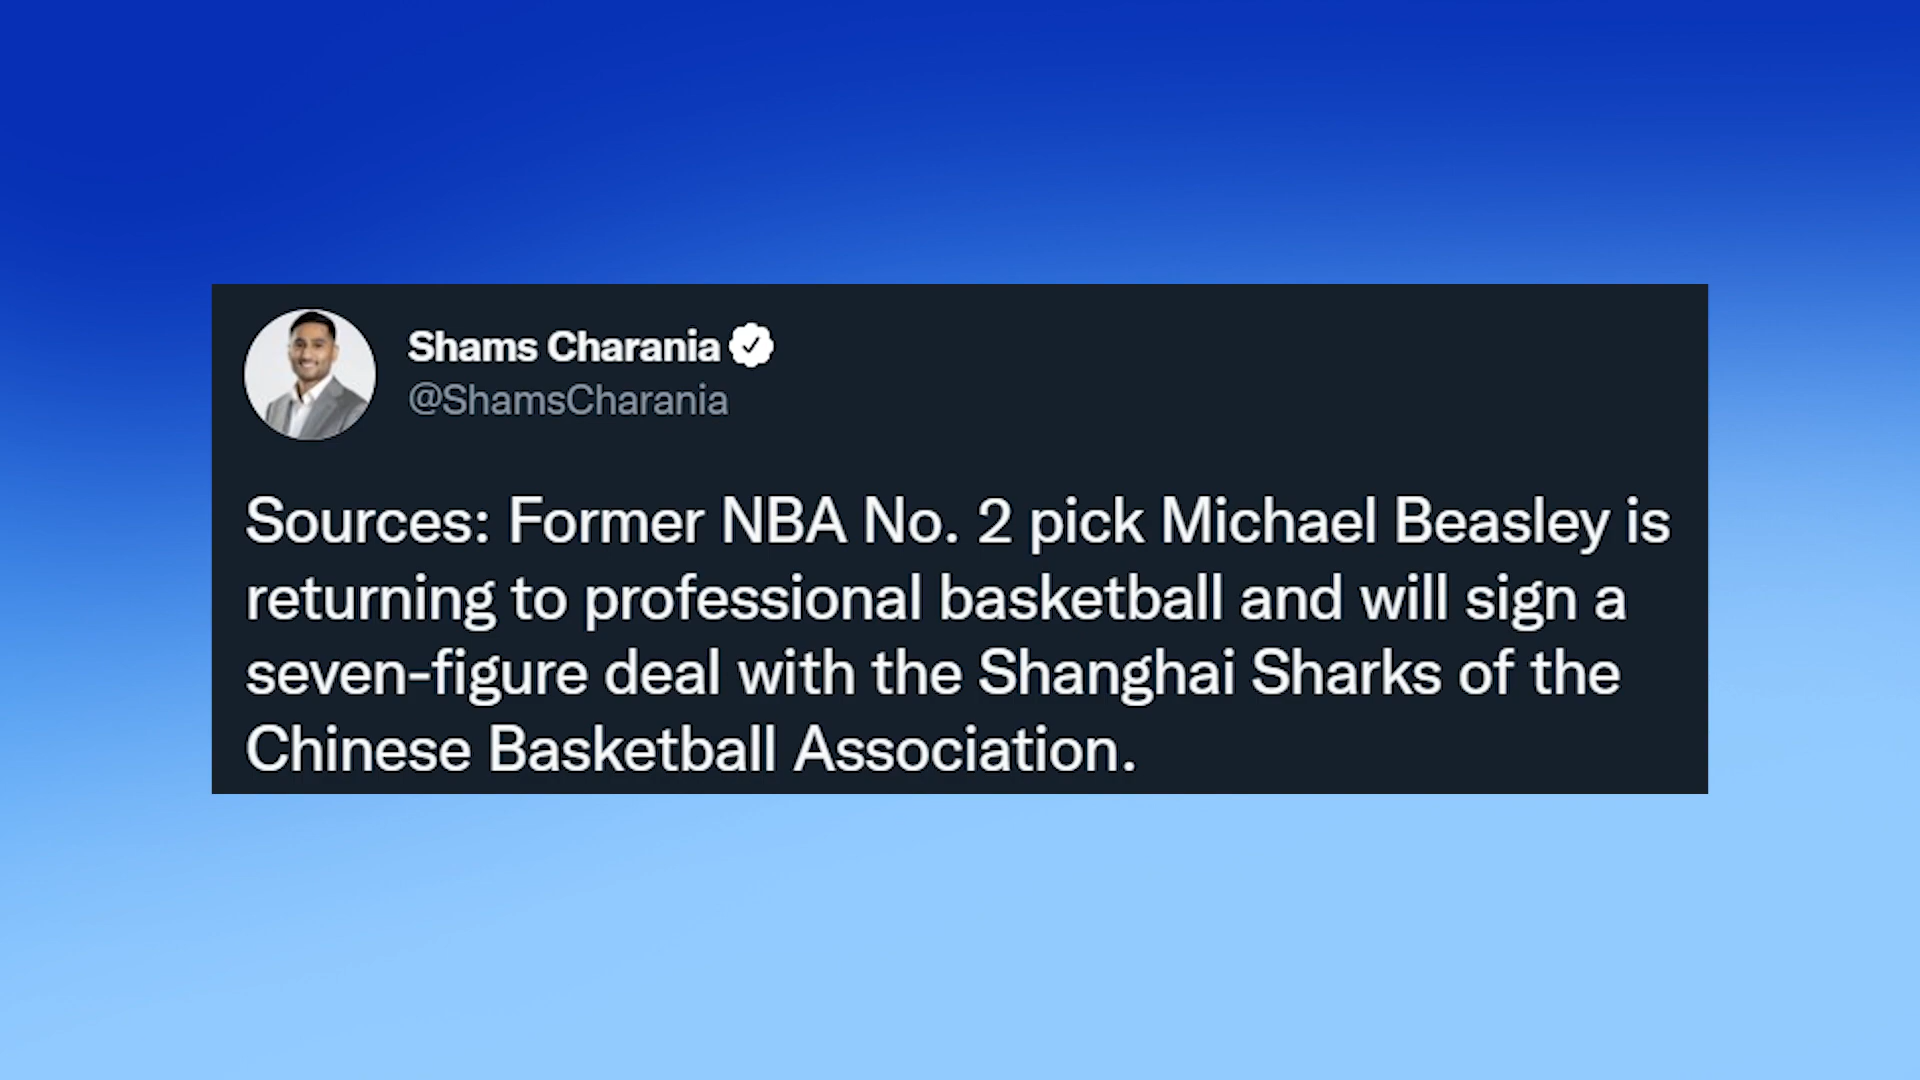 Shams Charania
@ShamsCharania
Sources: Former NBA No. 2 pick Michael Beasley is
returning to professional basketball and will sign a
seven-figure deal with the Shanghai Sharks of the
Chinese Basketball Association.